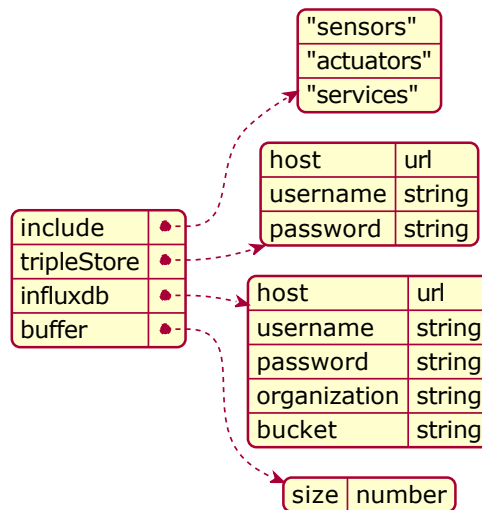 "sensors"
"actuators"
"services"
host url
username string
password string
include
tripleStore
influxdb
buffer
host url
username string
password string
organization string
bucket string
size number